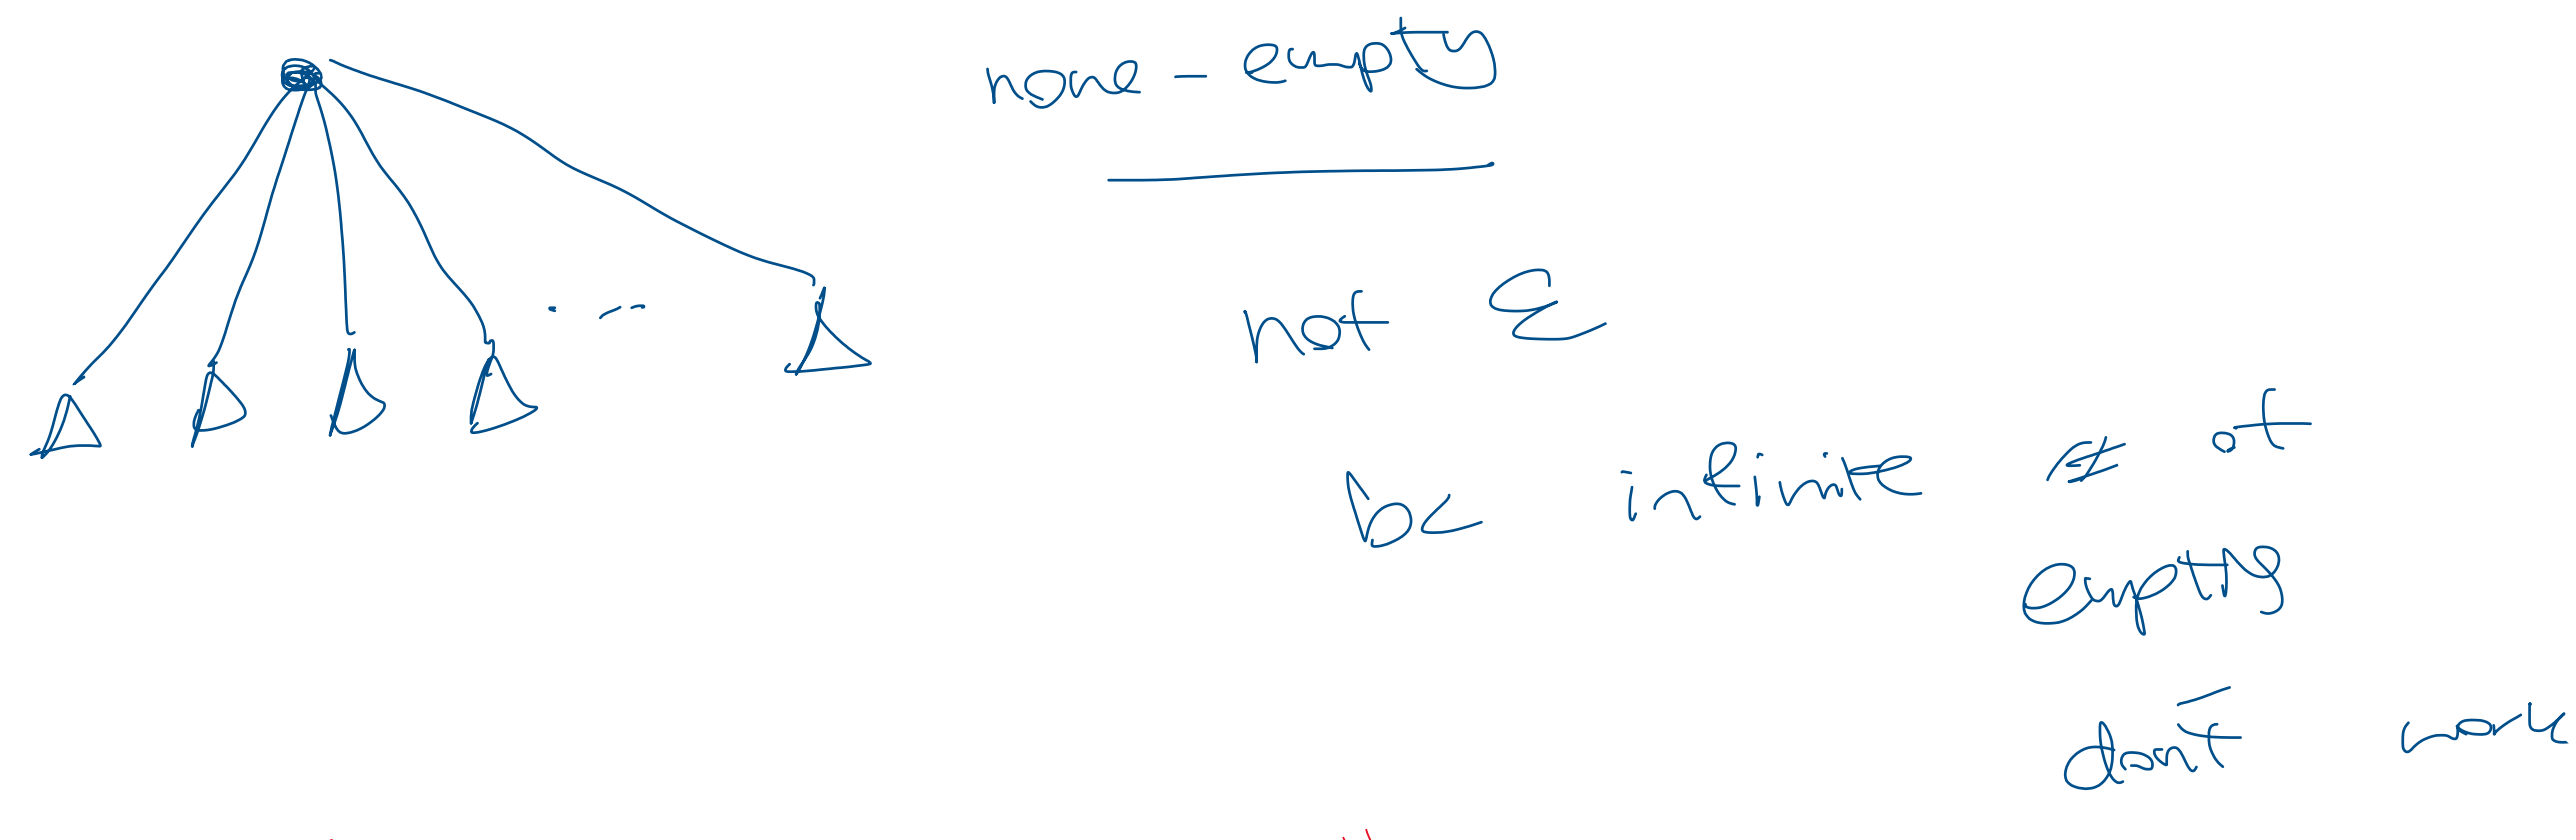 none - empty
not ε
bc infinite # of
empty
don't work